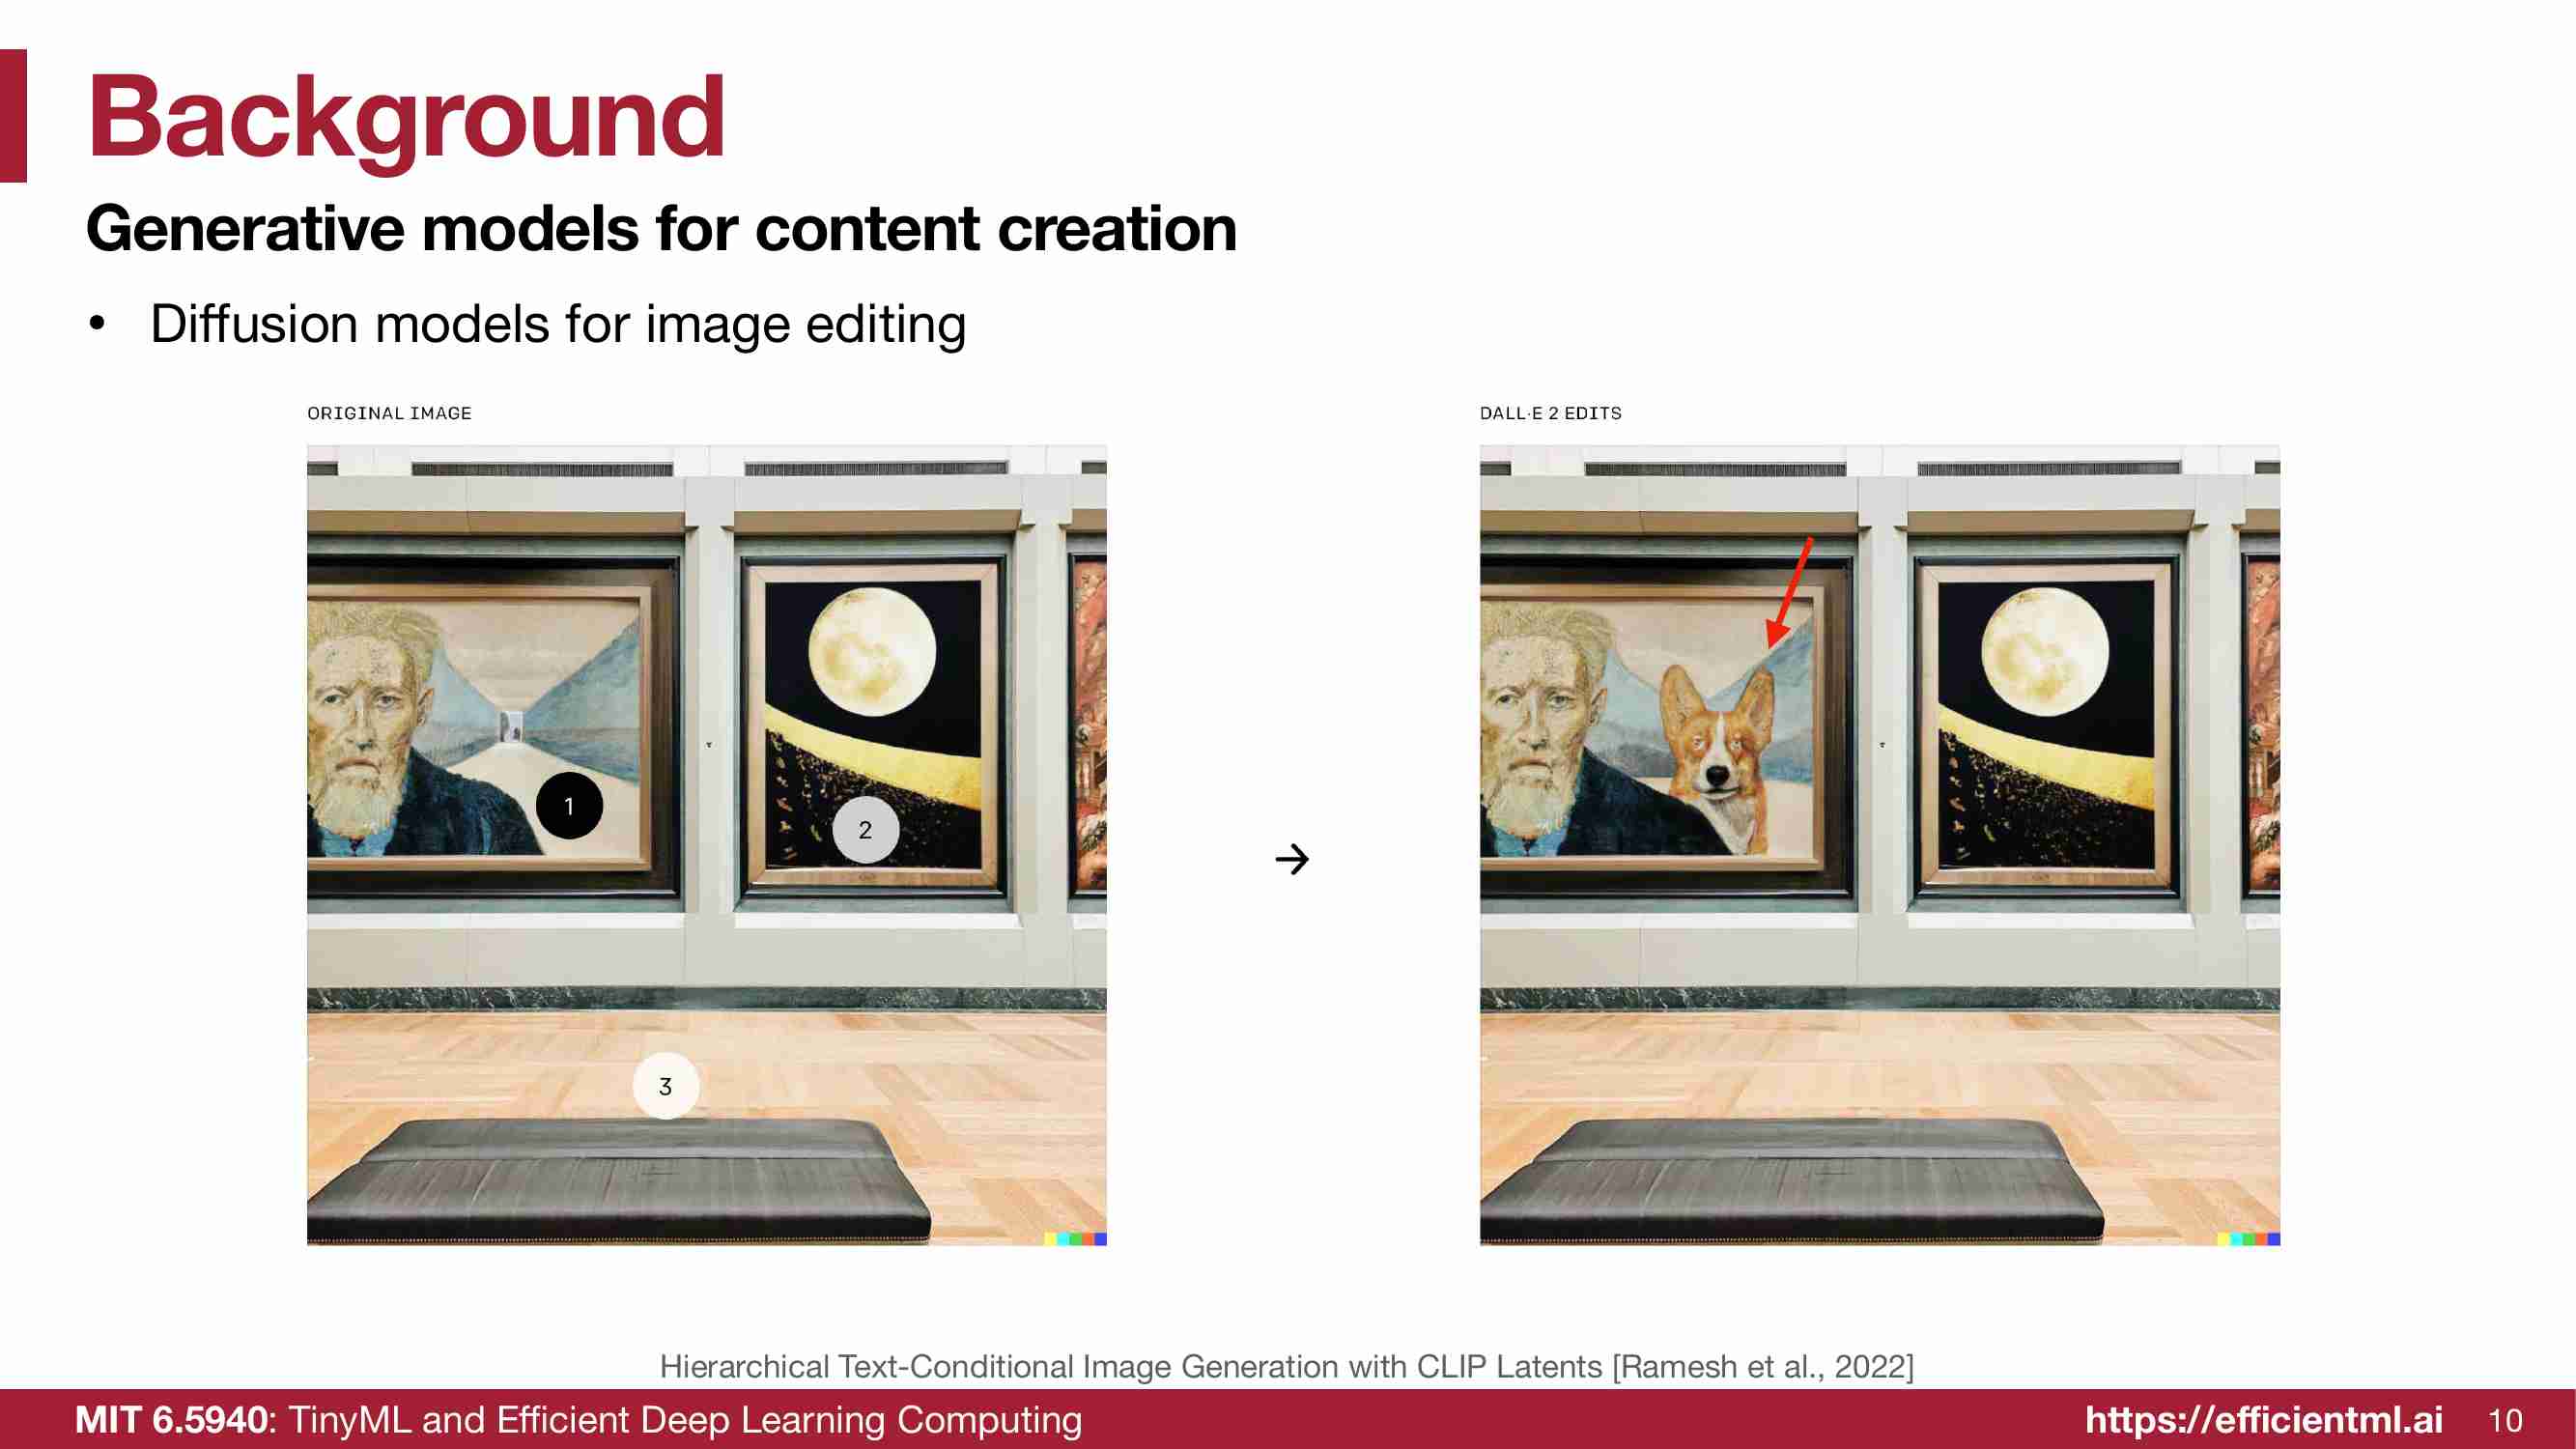 Background
Generative models for content creation
• Diffusion models for image editing
ORIGINAL IMAGE
DALL·E 2 EDITS
1
2
3
→
Hierarchical Text-Conditional Image Generation with CLIP Latents [Ramesh et al., 2022]
MIT 6.5940: TinyML and Efficient Deep Learning Computing
https://efficientml.ai
10